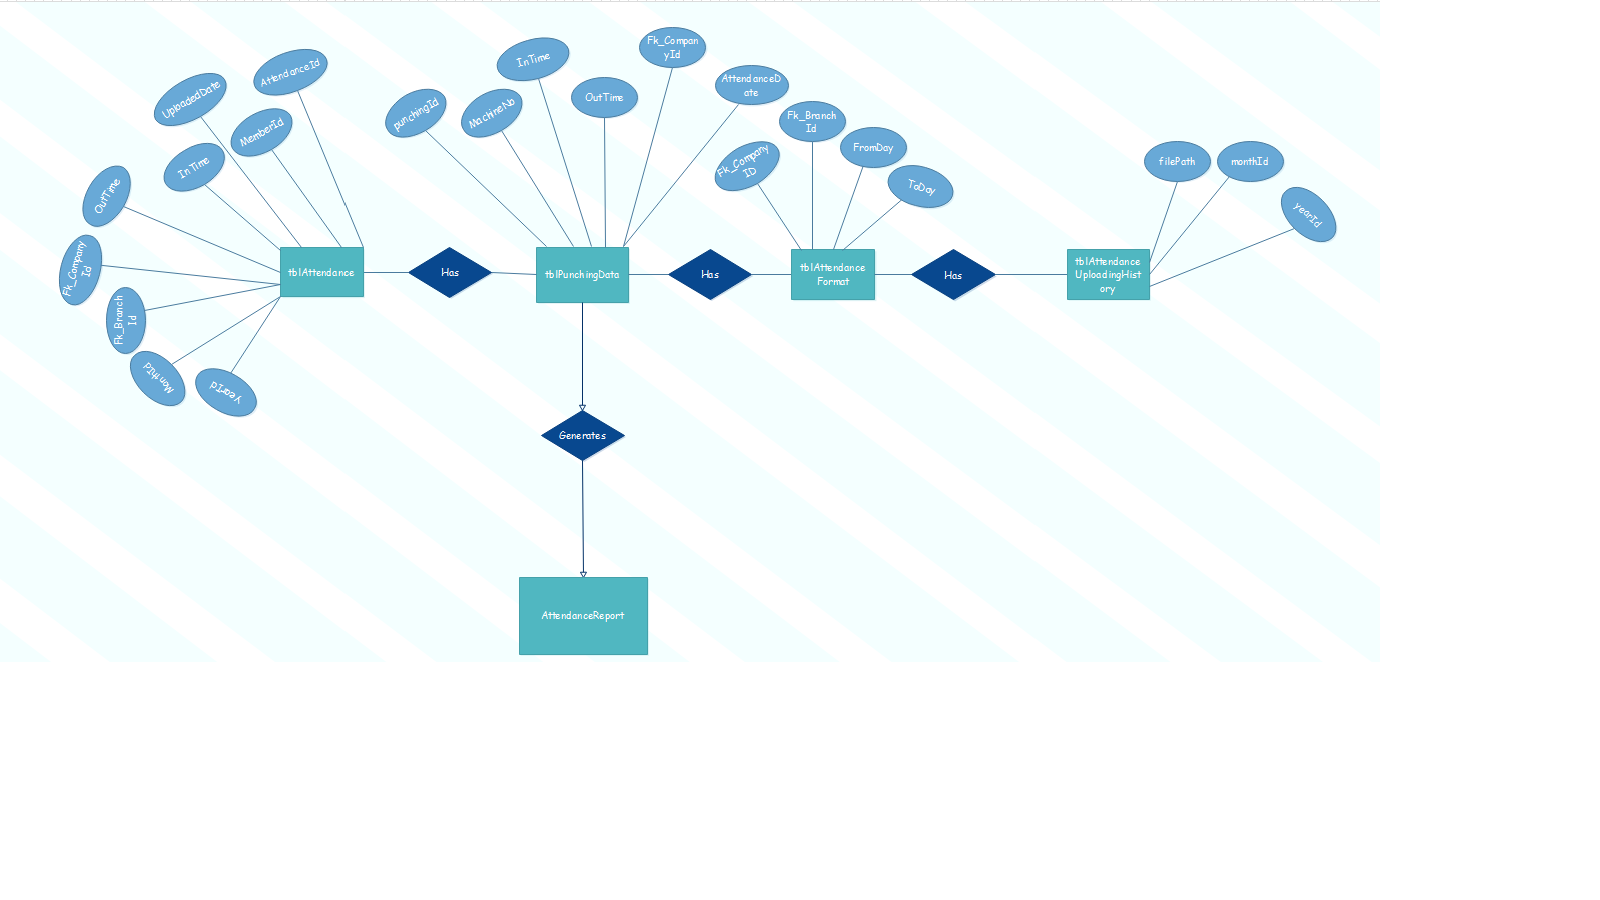 AttendanceId
UploadedDate
MemberId
InTime
OutTime
Fk_Company
Id
Fk_Branch
Id
MonthId
YearId
punchingId
MachineNo
InTime
OutTime
Fk_Compan
yId
AttendanceD
ate
Fk_Company
ID
Fk_Branch
Id
FromDay
ToDay
filePath
monthId
yearId
tblAttendance
Has
tblPunchingData
Has
tblAttendance
Format
Has
tblAttendance
UploadingHist
ory
Generates
AttendanceReport